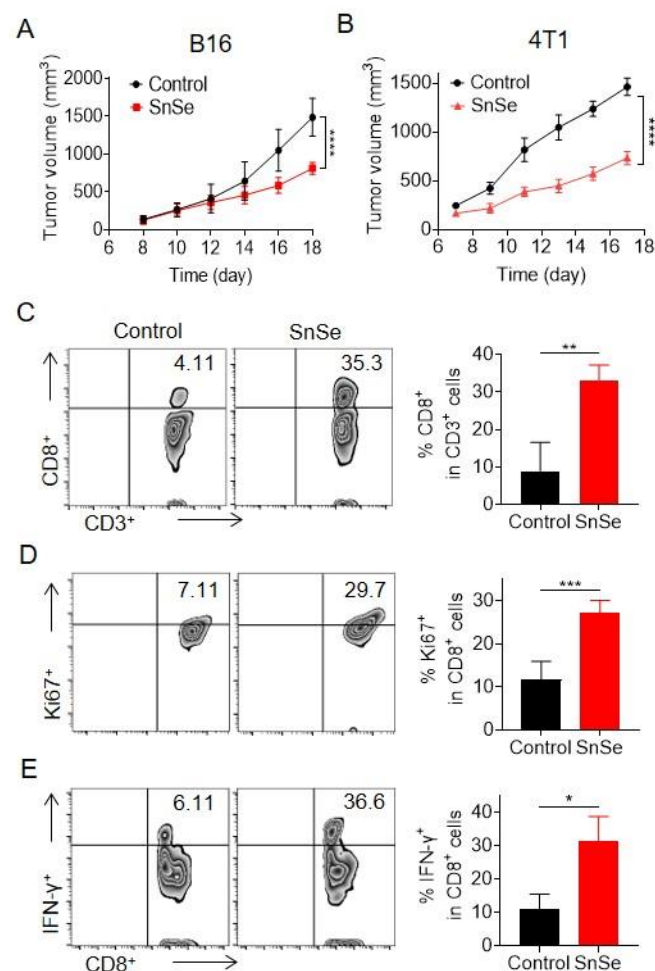 A
B16
Tumor volume (mm³)
2000
1500
1000
500
0
Control
SnSe
****
6 8 10 12 14 16 18
Time (day)
B
4T1
Tumor volume (mm³)
1500
1000
500
0
Control
SnSe
****
6 8 10 12 14 16 18
Time (day)
C
Control
SnSe
4.11
35.3
CD8⁺
CD3⁺
% CD8⁺
in CD3⁺ cells
40
30
20
10
0
**
Control SnSe
D
7.11
29.7
Ki67⁺
% Ki67⁺
in CD8⁺ cells
30
20
10
0
***
Control SnSe
E
6.11
36.6
IFN-γ⁺
CD8⁺
% IFN-γ⁺
in CD8⁺ cells
40
30
20
10
0
*
Control SnSe